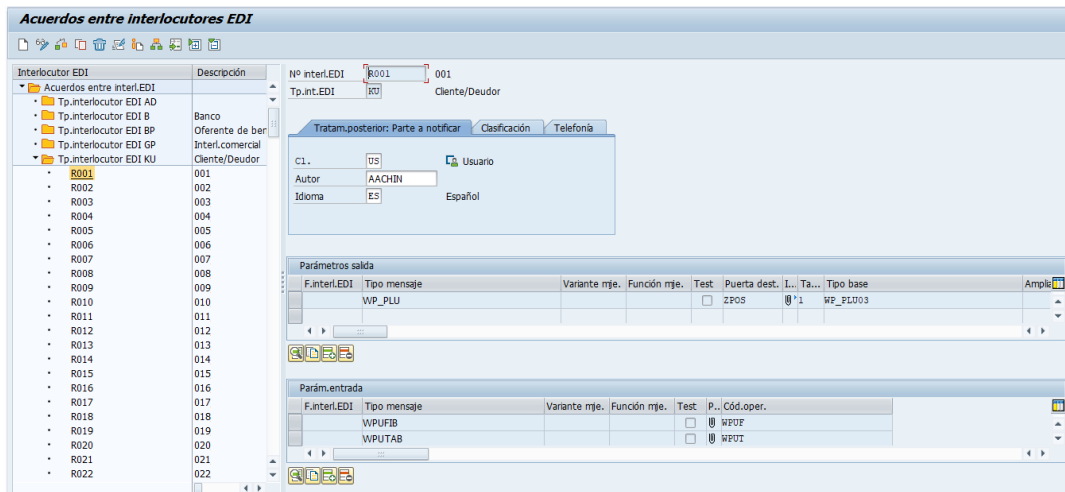 Acuerdos entre interlocutores EDI
Interlocutor EDI Descripción
Acuerdos entre interl.EDI
Tp.interlocutor EDI AD
Tp.interlocutor EDI B Banco
Tp.interlocutor EDI BP Oferente de ber
Tp.interlocutor EDI GP Interl.comercial
Tp.interlocutor EDI KU Cliente/Deudor
R001 001
R002 002
R003 003
R004 004
R005 005
R006 006
R007 007
R008 008
R009 009
R010 010
R011 011
R012 012
R013 013
R014 014
R015 015
R016 016
R017 017
R018 018
R019 019
R020 020
R021 021
R022 022
Nº interl.EDI R001 001
Tp.int.EDI KU Cliente/Deudor
Tratam.posterior: Parte a notificar Clasificación Telefonía
Cl. US Usuario
Autor AACHIN
Idioma ES Español
Parámetros salida
F.interl.EDI Tipo mensaje Variante mje. Función mje. Test Puerta dest. I... Ta... Tipo base Amplia
WP_PLU ZPOS 1 WP_PLU03
Parám.entrada
F.interl.EDI Tipo mensaje Variante mje. Función mje. Test P.. Cód.oper.
WPUFIB WPUF
WPUTAB WPUT